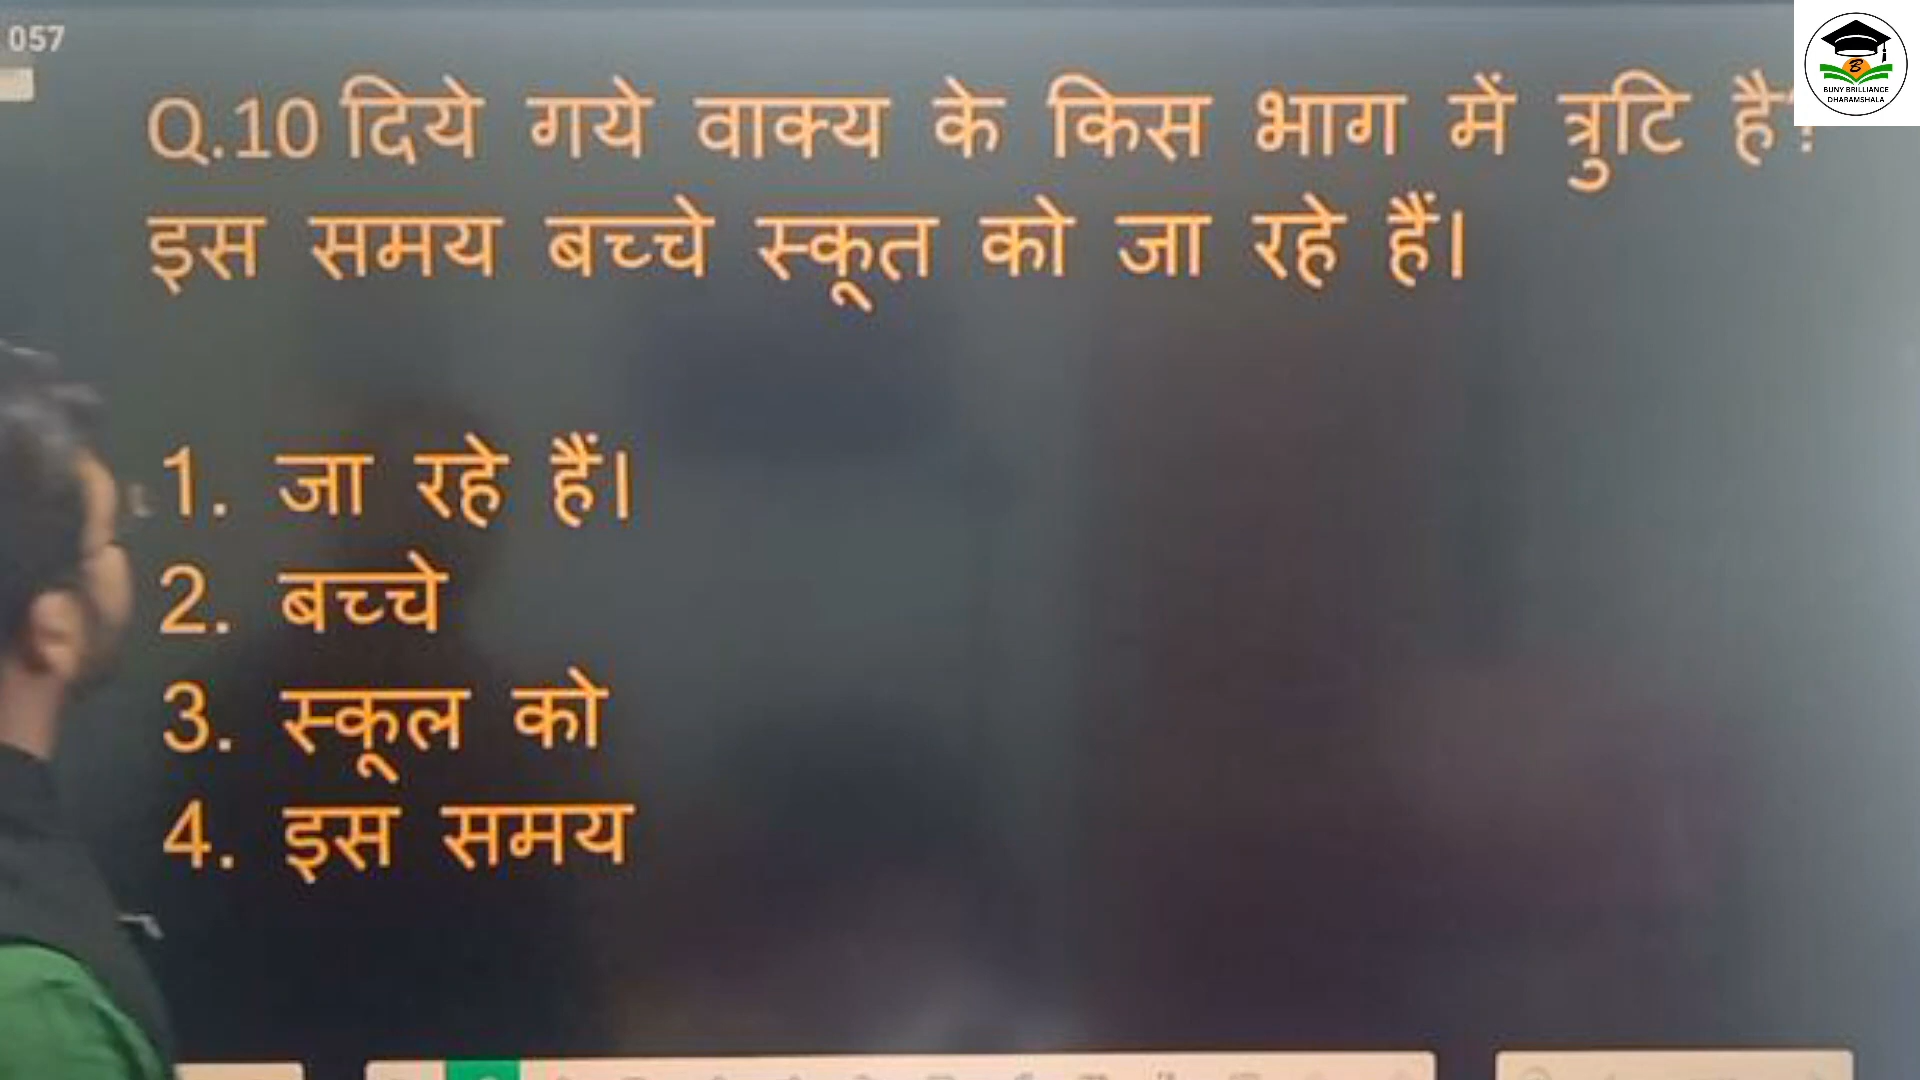 057
Q.10 दिये गये वाक्य के किस भाग में त्रुटि है?
इस समय बच्चे स्कूत को जा रहे हैं।
1. जा रहे हैं।
2. बच्चे
3. स्कूल को
4. इस समय
B
BUNY BRILLIANCE
DHARAMSHALA